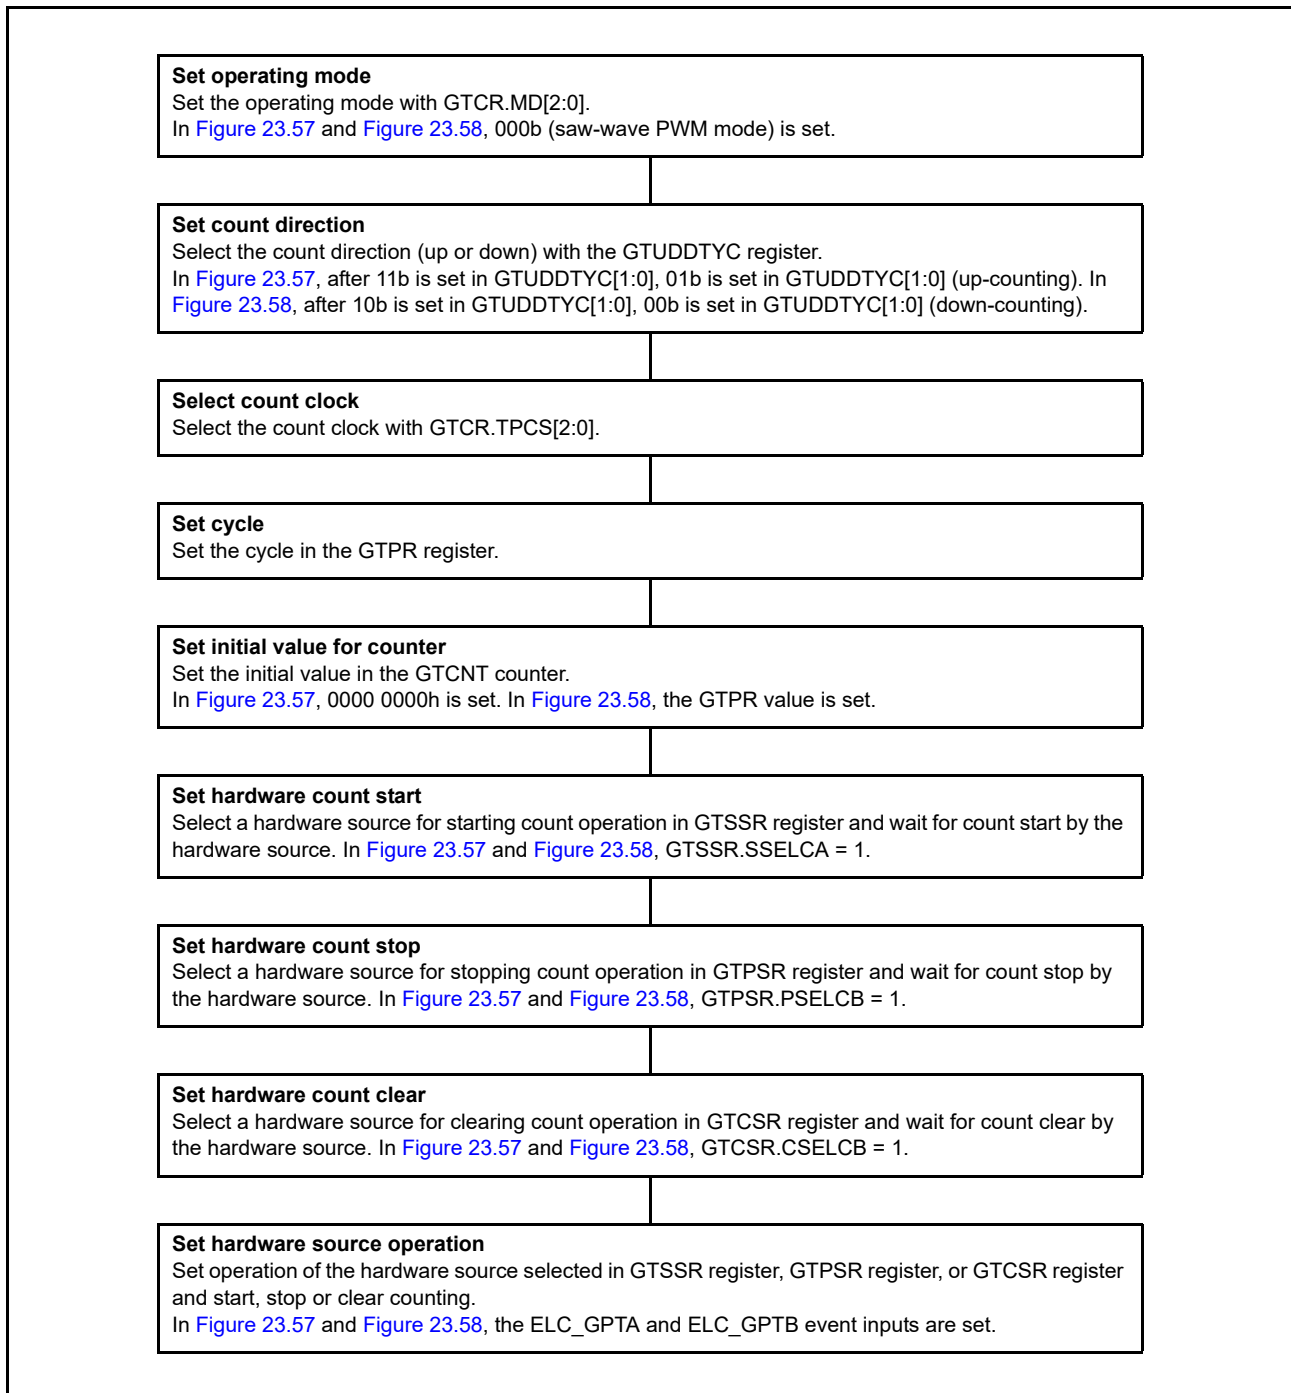 Set operating mode
Set the operating mode with GTCR.MD[2:0].
In Figure 23.57 and Figure 23.58, 000b (saw-wave PWM mode) is set.
Set count direction
Select the count direction (up or down) with the GTUDDTYC register.
In Figure 23.57, after 11b is set in GTUDDTYC[1:0], 01b is set in GTUDDTYC[1:0] (up-counting). In
Figure 23.58, after 10b is set in GTUDDTYC[1:0], 00b is set in GTUDDTYC[1:0] (down-counting).
Select count clock
Select the count clock with GTCR.TPCS[2:0].
Set cycle
Set the cycle in the GTPR register.
Set initial value for counter
Set the initial value in the GTCNT counter.
In Figure 23.57, 0000 0000h is set. In Figure 23.58, the GTPR value is set.
Set hardware count start
Select a hardware source for starting count operation in GTSSR register and wait for count start by the
hardware source. In Figure 23.57 and Figure 23.58, GTSSR.SSELCA = 1.
Set hardware count stop
Select a hardware source for stopping count operation in GTPSR register and wait for count stop by
the hardware source. In Figure 23.57 and Figure 23.58, GTPSR.PSELCB = 1.
Set hardware count clear
Select a hardware source for clearing count operation in GTCSR register and wait for count clear by
the hardware source. In Figure 23.57 and Figure 23.58, GTCSR.CSELCB = 1.
Set hardware source operation
Set operation of the hardware source selected in GTSSR register, GTPSR register, or GTCSR register
and start, stop or clear counting.
In Figure 23.57 and Figure 23.58, the ELC_GPTA and ELC_GPTB event inputs are set.